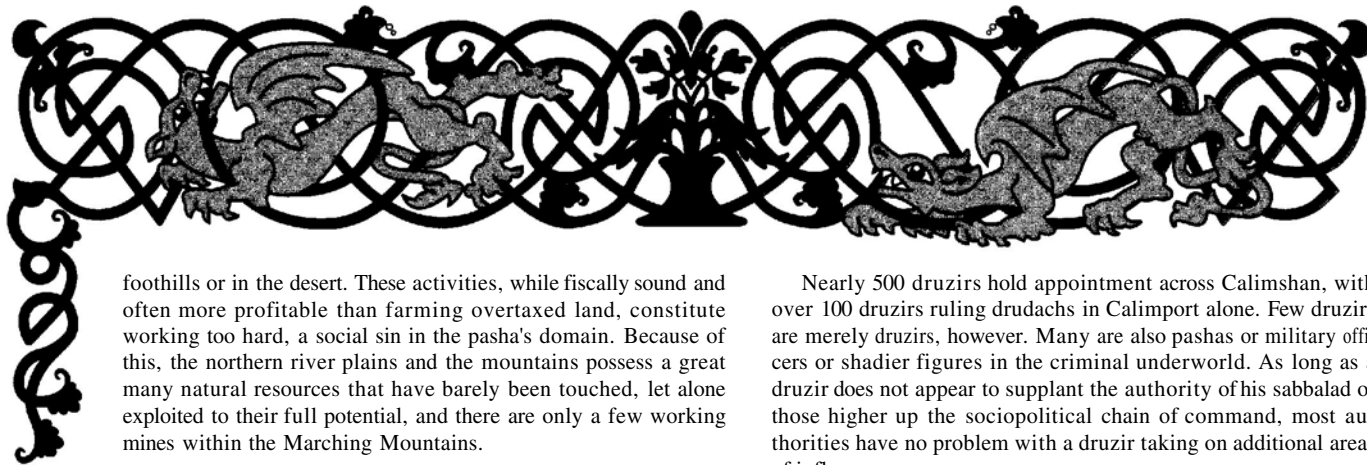 foothills or in the desert. These activities, while fiscally sound and
often more profitable than farming overtaxed land, constitute
working too hard, a social sin in the pasha's domain. Because of
this, the northern river plains and the mountains possess a great
many natural resources that have barely been touched, let alone
exploited to their full potential, and there are only a few working
mines within the Marching Mountains.
Nearly 500 druzirs hold appointment across Calimshan, with
over 100 druzirs ruling drudachs in Calimport alone. Few druzir
are merely druzirs, however. Many are also pashas or military offi
cers or shadier figures in the criminal underworld. As long as
druzir does not appear to supplant the authority of his sabbalad o
those higher up the sociopolitical chain of command, most au
thorities have no problem with a druzir taking on additional area